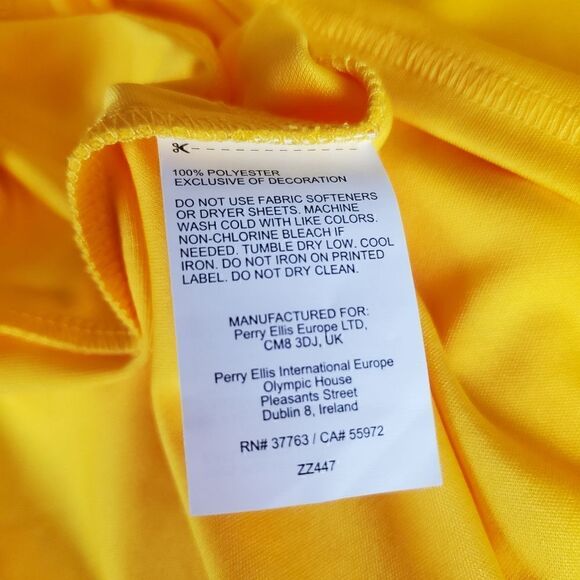 100% POLYESTER
EXCLUSIVE OF DECORATION
DO NOT USE FABRIC SOFTENERS
OR DRYER SHEETS. MACHINE
WASH COLD WITH LIKE COLORS.
NON-CHLORINE BLEACH IF
NEEDED. TUMBLE DRY LOW. COOL
IRON. DO NOT IRON ON PRINTED
LABEL. DO NOT DRY CLEAN.
MANUFACTURED FOR:
Perry Ellis Europe LTD,
CM8 3DJ, UK
Perry Ellis International Europe
Olympic House
Pleasants Street
Dublin 8, Ireland
RN# 37763 / CA# 55972
ZZ447